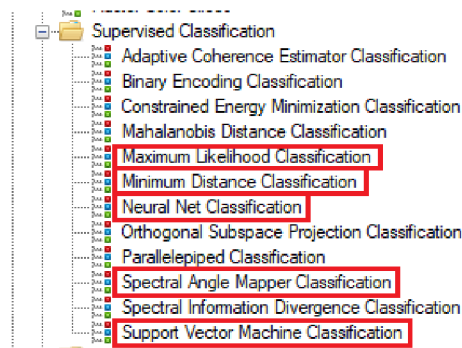 Supervised Classification
Adaptive Coherence Estimator Classification
Binary Encoding Classification
Constrained Energy Minimization Classification
Mahalanobis Distance Classification
Maximum Likelihood Classification
Minimum Distance Classification
Neural Net Classification
Orthogonal Subspace Projection Classification
Parallelepiped Classification
Spectral Angle Mapper Classification
Spectral Information Divergence Classification
Support Vector Machine Classification